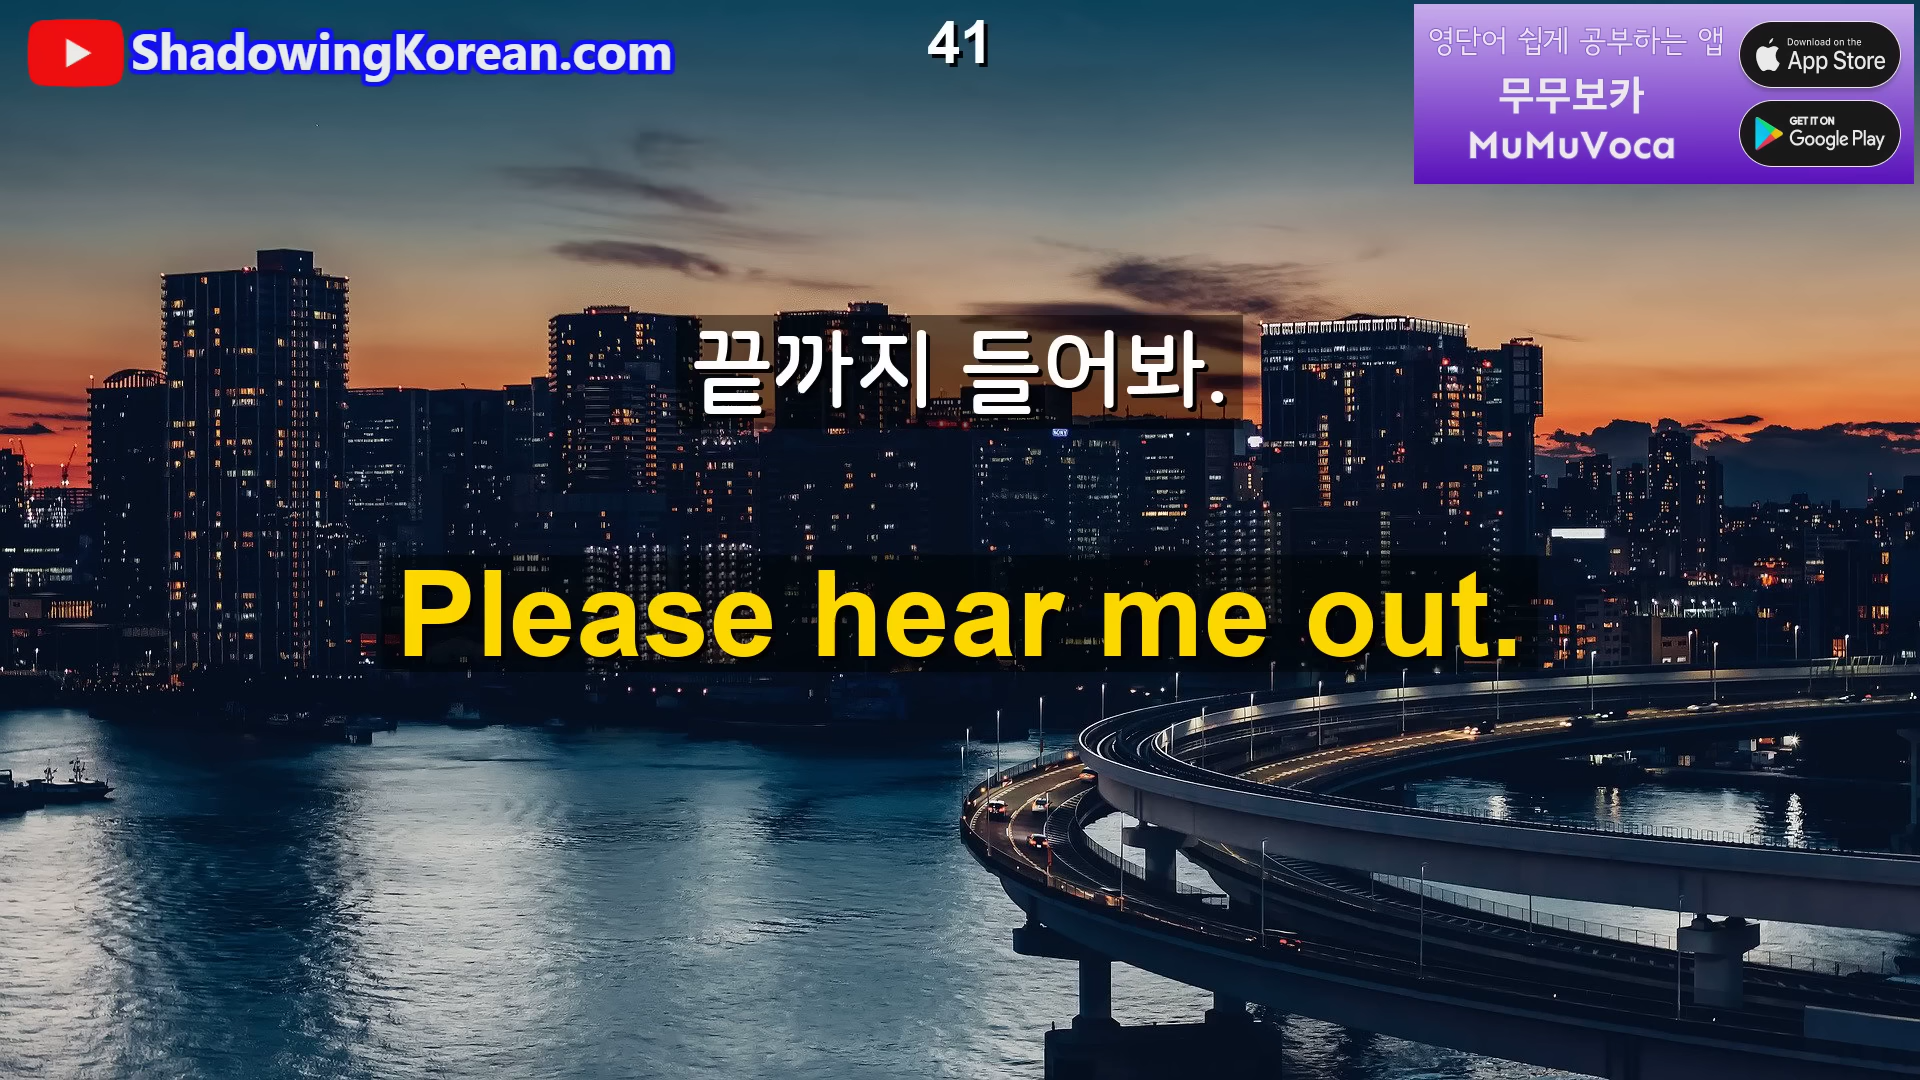 ShadowingKorean.com
41
영단어 쉽게 공부하는 앱
무무보카
MuMuVoca
Download on the
App Store
GET IT ON
Google Play
끝까지 들어봐.
Please hear me out.